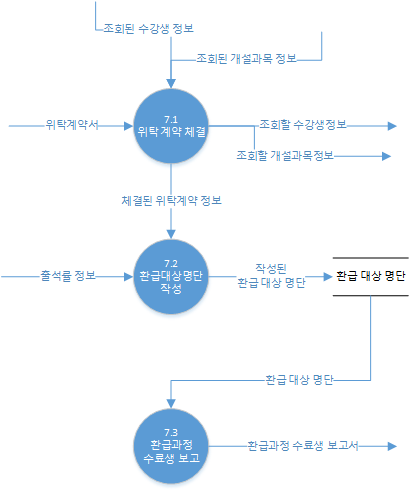 조회된 수강생 정보
조회된 개설과목 정보
7.1
위탁계약 체결
위탁계약서
조회할 수강생정보
조회할 개설과목정보
체결된 위탁계약 정보
7.2
환급대상명단
작성
출석률 정보
작성된
환급 대상 명단
환급 대상 명단
환급 대상 명단
7.3
환급과정
수료생 보고
환급과정 수료생 보고서